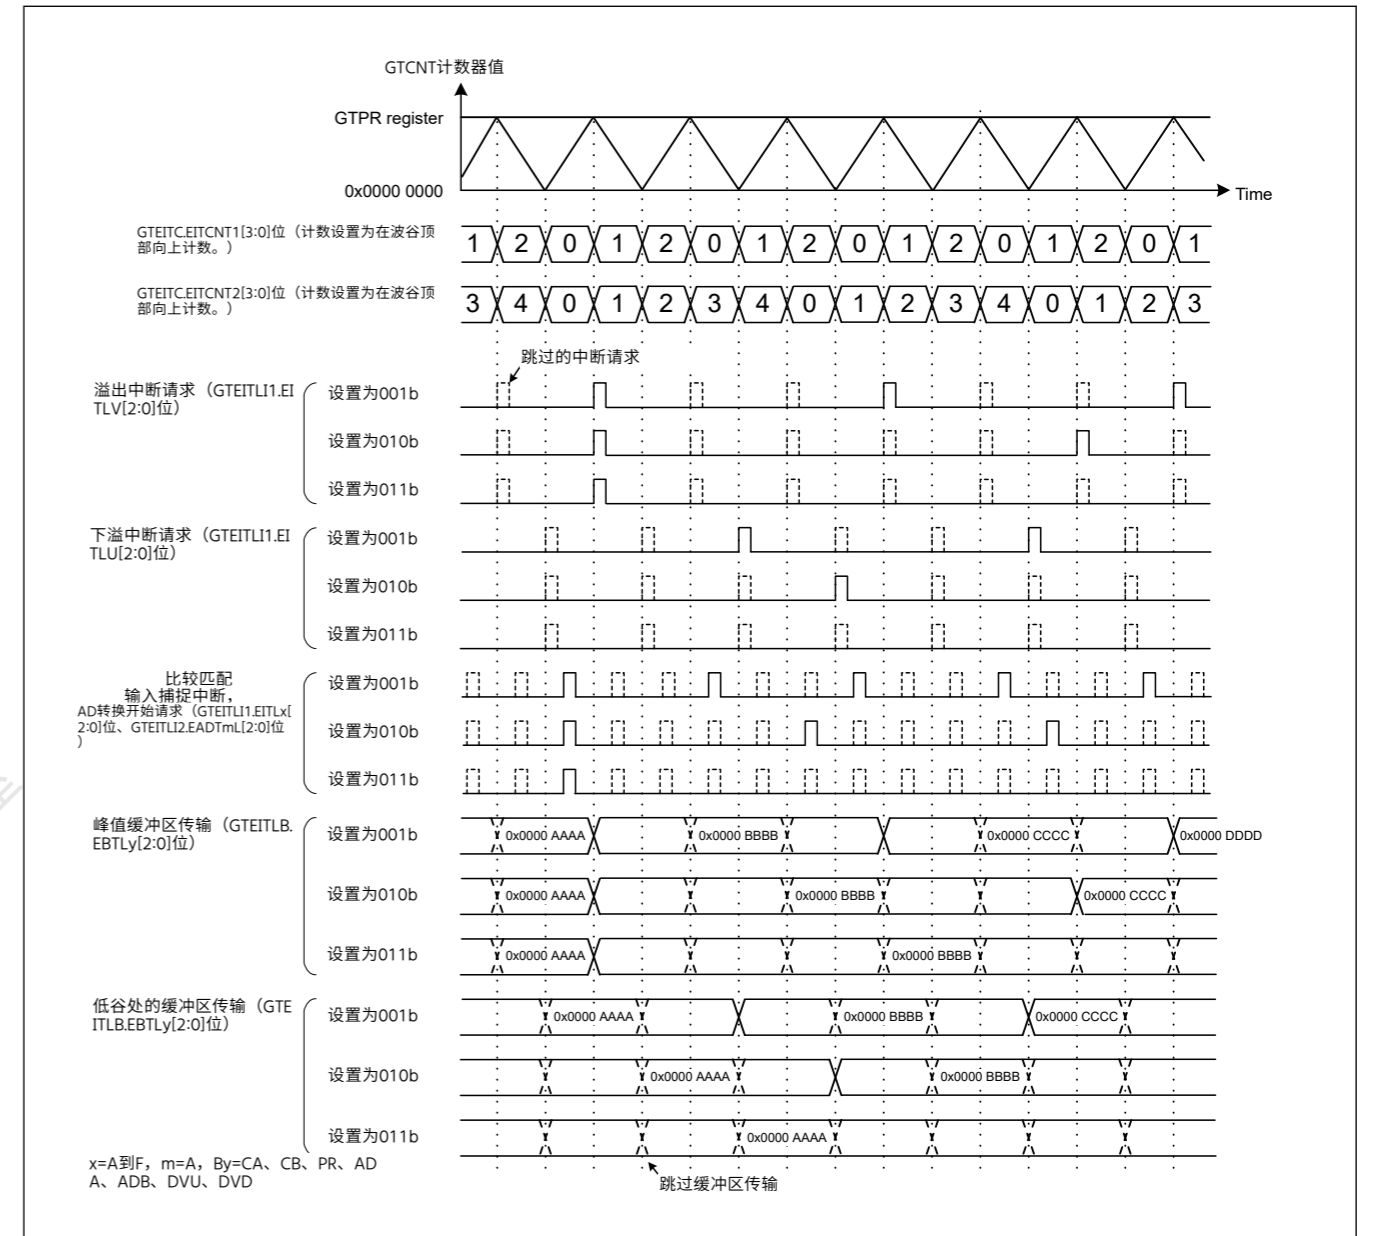 GTCNT计数器值
GTPR register
0x0000 0000
Time
GTEITC.EITCNT1[3:0]位（计数设置为在波谷顶
部向上计数。）
1 2 0 1 2 0 1 2 0 1 2 0 1 2 0 1
GTEITC.EITCNT2[3:0]位（计数设置为在波谷顶
部向上计数。）
3 4 0 1 2 3 4 0 1 2 3 4 0 1 2 3
跳过的中断请求
溢出中断请求（GTEITLI1.EI
TLV[2:0]位）
设置为001b
设置为010b
设置为011b
下溢中断请求（GTEITLI1.EI
TLU[2:0]位）
设置为001b
设置为010b
设置为011b
比较匹配
输入捕捉中断，
AD转换开始请求（GTEITLI1.EITLx[
2:0]位、GTEITLI2.EADTmL[2:0]位
）
设置为001b
设置为010b
设置为011b
峰值缓冲区传输（GTEITLB.
EBTLy[2:0]位）
设置为001b
0x0000 AAAA 0x0000 BBBB 0x0000 CCCC 0x0000 DDDD
设置为010b
0x0000 AAAA 0x0000 BBBB 0x0000 CCCC
设置为011b
0x0000 AAAA 0x0000 BBBB
低谷处的缓冲区传输（GTE
ITLB.EBTLy[2:0]位）
设置为001b
0x0000 AAAA 0x0000 BBBB 0x0000 CCCC
设置为010b
0x0000 AAAA 0x0000 BBBB
设置为011b
0x0000 AAAA
x=A到F，m=A，By=CA、CB、PR、AD
A、ADB、DVU、DVD
跳过缓冲区传输